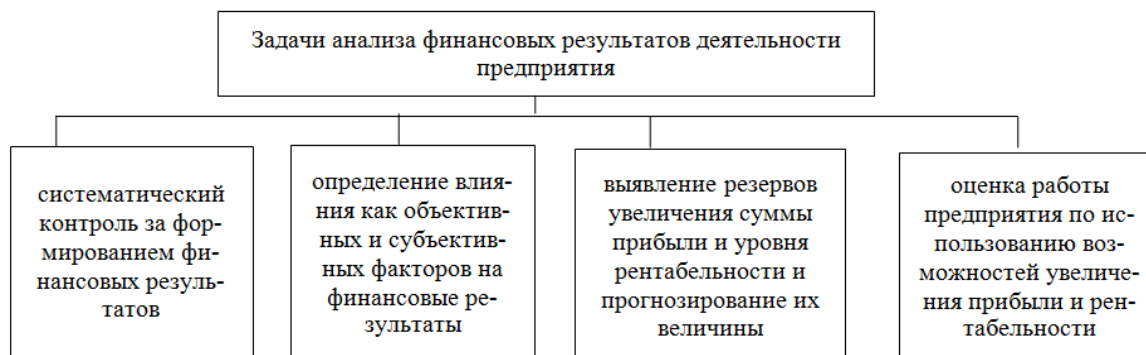 Задачи анализа финансовых результатов деятельности
предприятия
систематический
контроль за фор-
мированием фи-
нансовых резуль-
татов
определение влия-
ния как объектив-
ных и субъектив-
ных факторов на
финансовые ре-
зультаты
выявление резервов
увеличения суммы
прибыли и уровня
рентабельности и
прогнозирование их
величины
оценка работы
предприятия по ис-
пользованию воз-
можностей увеличе-
ния прибыли и рен-
табельности